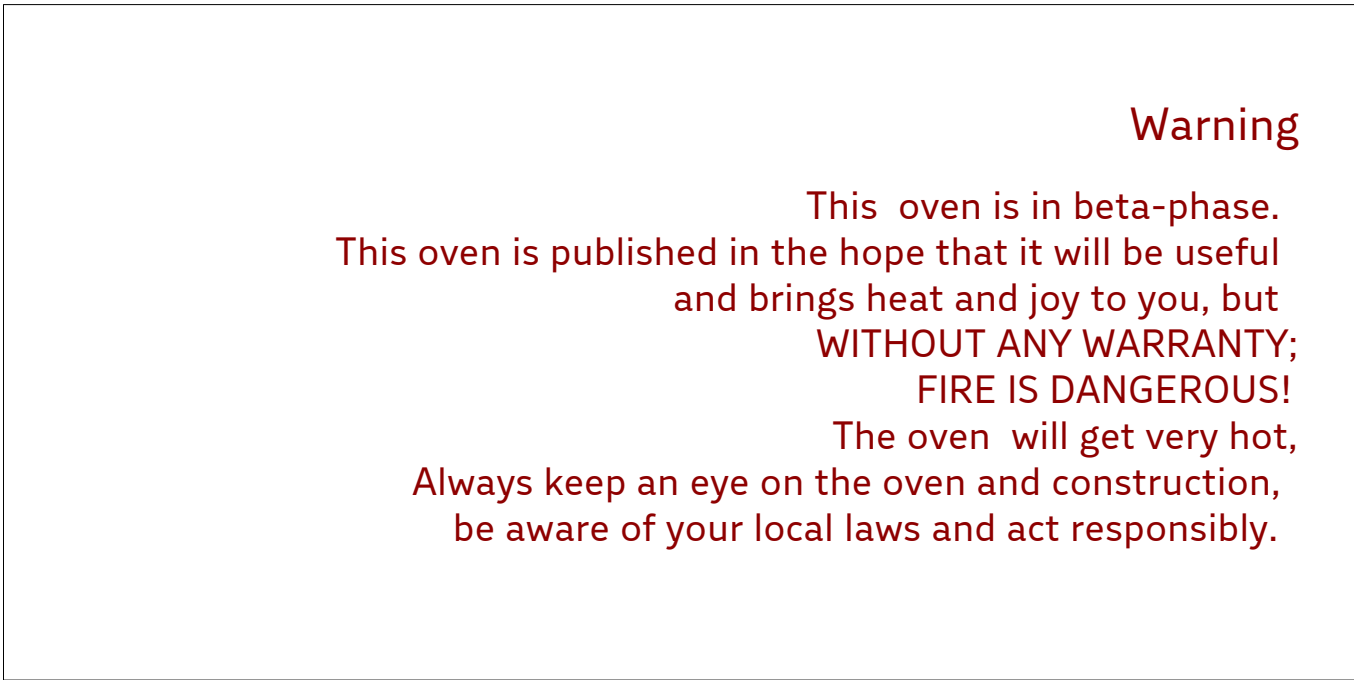 Warning
This  oven is in beta-phase.
This oven is published in the hope that it will be useful
and brings heat and joy to you, but
WITHOUT ANY WARRANTY;
FIRE IS DANGEROUS!
The oven  will get very hot,
Always keep an eye on the oven and construction,
be aware of your local laws and act responsibly.